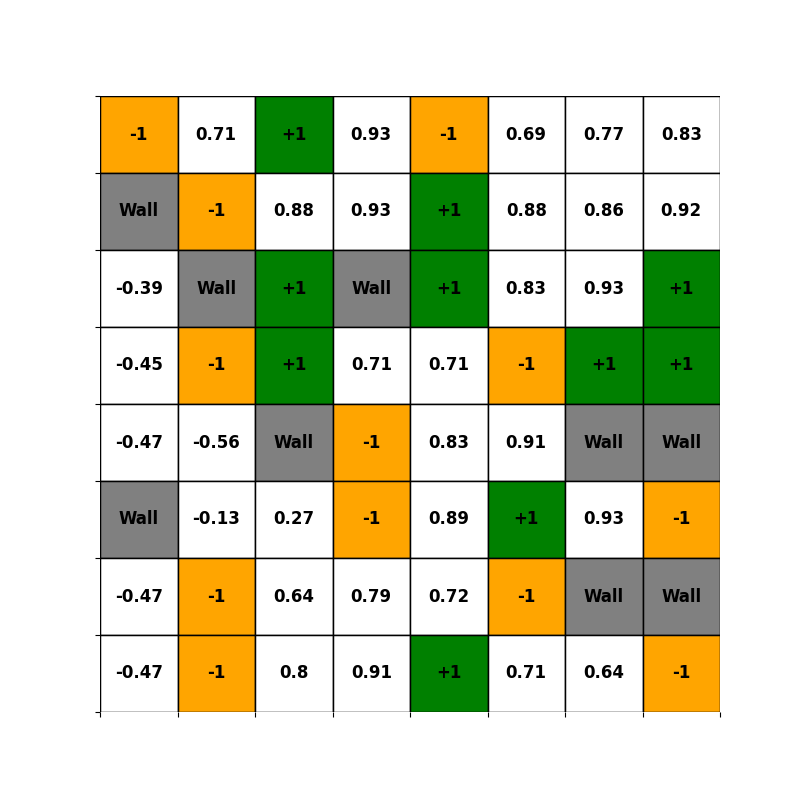 -1 0.71 +1 0.93 -1 0.69 0.77 0.83
Wall -1 0.88 0.93 +1 0.88 0.86 0.92
-0.39 Wall +1 Wall +1 0.83 0.93 +1
-0.45 -1 +1 0.71 0.71 -1 +1 +1
-0.47 -0.56 Wall -1 0.83 0.91 Wall Wall
Wall -0.13 0.27 -1 0.89 +1 0.93 -1
-0.47 -1 0.64 0.79 0.72 -1 Wall Wall
-0.47 -1 0.8 0.91 +1 0.71 0.64 -1